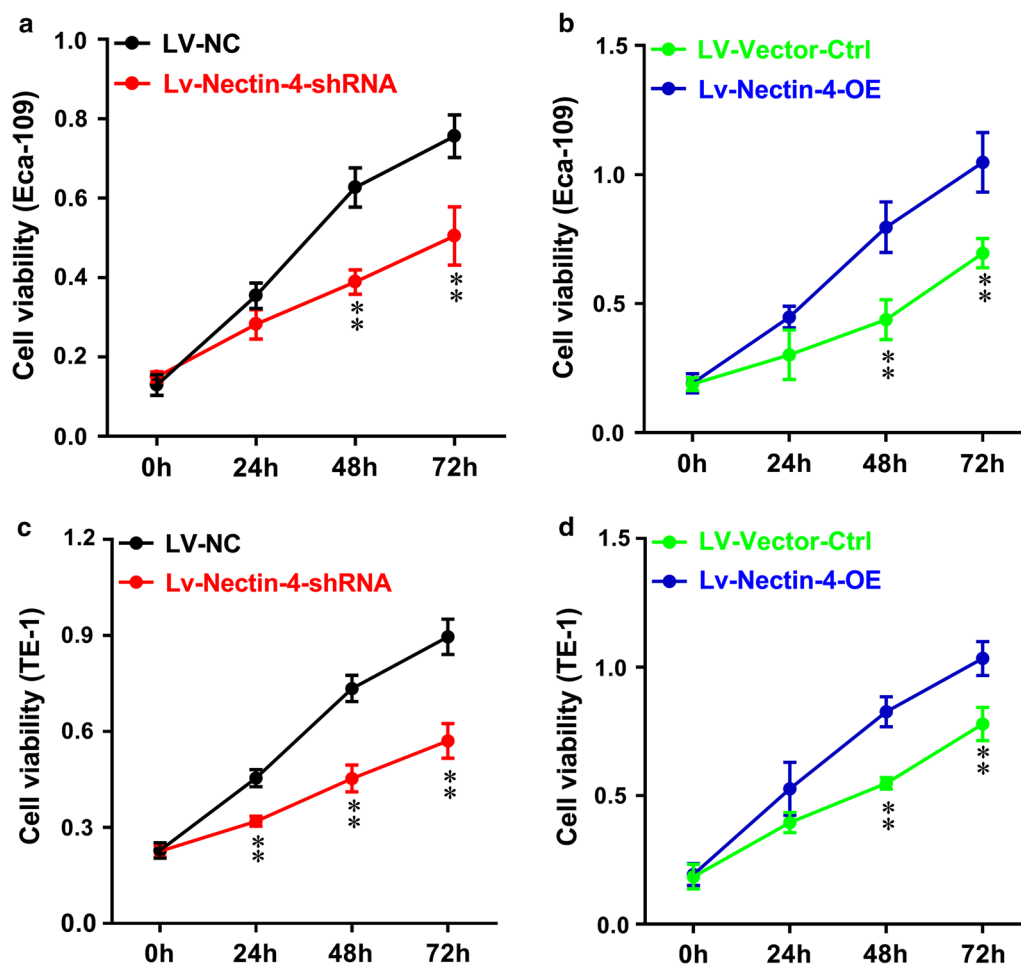 a
LV-NC
Lv-Nectin-4-shRNA
Cell viability (Eca-109)
1.0
0.8
0.6
0.4
0.2
0.0
**
**
0h 24h 48h 72h
b
LV-Vector-Ctrl
Lv-Nectin-4-OE
Cell viability (Eca-109)
1.5
1.0
0.5
0.0
**
**
0h 24h 48h 72h
c
LV-NC
Lv-Nectin-4-shRNA
Cell viability (TE-1)
1.2
0.9
0.6
0.3
0.0
**
**
**
0h 24h 48h 72h
d
LV-Vector-Ctrl
Lv-Nectin-4-OE
Cell viability (TE-1)
1.5
1.0
0.5
0.0
**
**
0h 24h 48h 72h